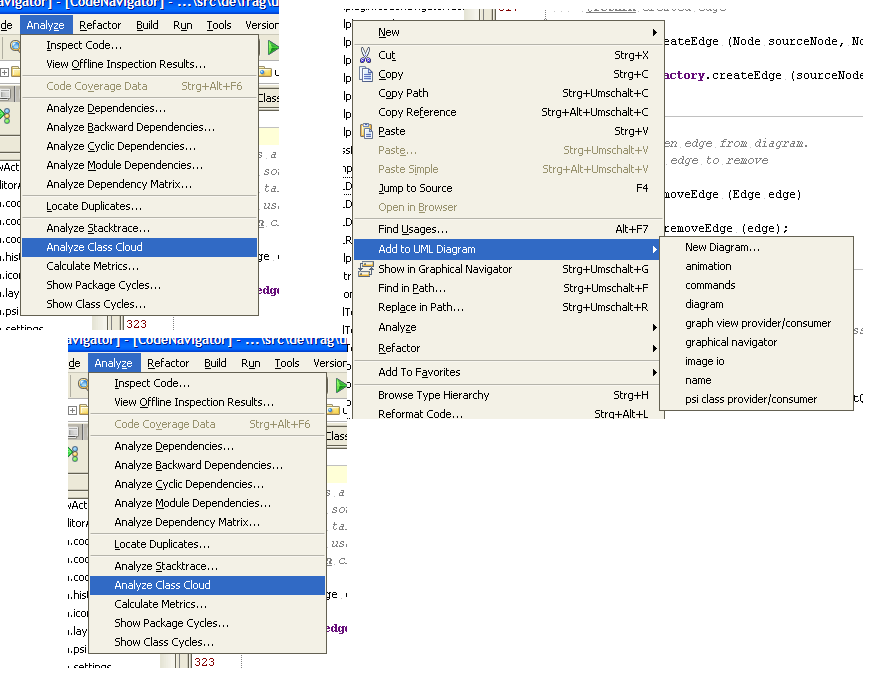 avigator] - [CodeNavigator] - ...\src\de\frag\u
de Analyze Refactor Build Run Tools Version
Inspect Code...
View Offline Inspection Results...
Code Coverage Data Strg+Alt+F6
Analyze Dependencies...
Analyze Backward Dependencies...
Analyze Cyclic Dependencies...
Analyze Module Dependencies...
Analyze Dependency Matrix...
Locate Duplicates...
Analyze Stacktrace...
Analyze Class Cloud
Calculate Metrics...
Show Package Cycles...
Show Class Cycles...
323
New
Cut Strg+X
Copy Strg+C
Copy Path Strg+Umschalt+C
Copy Reference Strg+Alt+Umschalt+C
Paste Strg+V
Paste... Strg+Umschalt+V
Paste Simple Strg+Alt+Umschalt+V
Jump to Source F4
Open in Browser
Find Usages... Alt+F7
Add to UML Diagram
Show in Graphical Navigator Strg+Umschalt+G
Find in Path... Strg+Umschalt+F
Replace in Path... Strg+Umschalt+R
Analyze
Refactor
Add To Favorites
Browse Type Hierarchy Strg+H
Reformat Code... Strg+Alt+L
New Diagram...
animation
commands
diagram
graph view provider/consumer
graphical navigator
image io
name
psi class provider/consumer
eateEdge (Node sourceNode, No
actory.createEdge (sourceNode
en edge from diagram.
edge to remove
moveEdge (Edge edge)
removeEdge (edge);
avigator] - [CodeNavigator] - ...\src\de\frag\u
de Analyze Refactor Build Run Tools Version
Inspect Code...
View Offline Inspection Results...
Code Coverage Data Strg+Alt+F6
Analyze Dependencies...
Analyze Backward Dependencies...
Analyze Cyclic Dependencies...
Analyze Module Dependencies...
Analyze Dependency Matrix...
Locate Duplicates...
Analyze Stacktrace...
Analyze Class Cloud
Calculate Metrics...
Show Package Cycles...
Show Class Cycles...
323